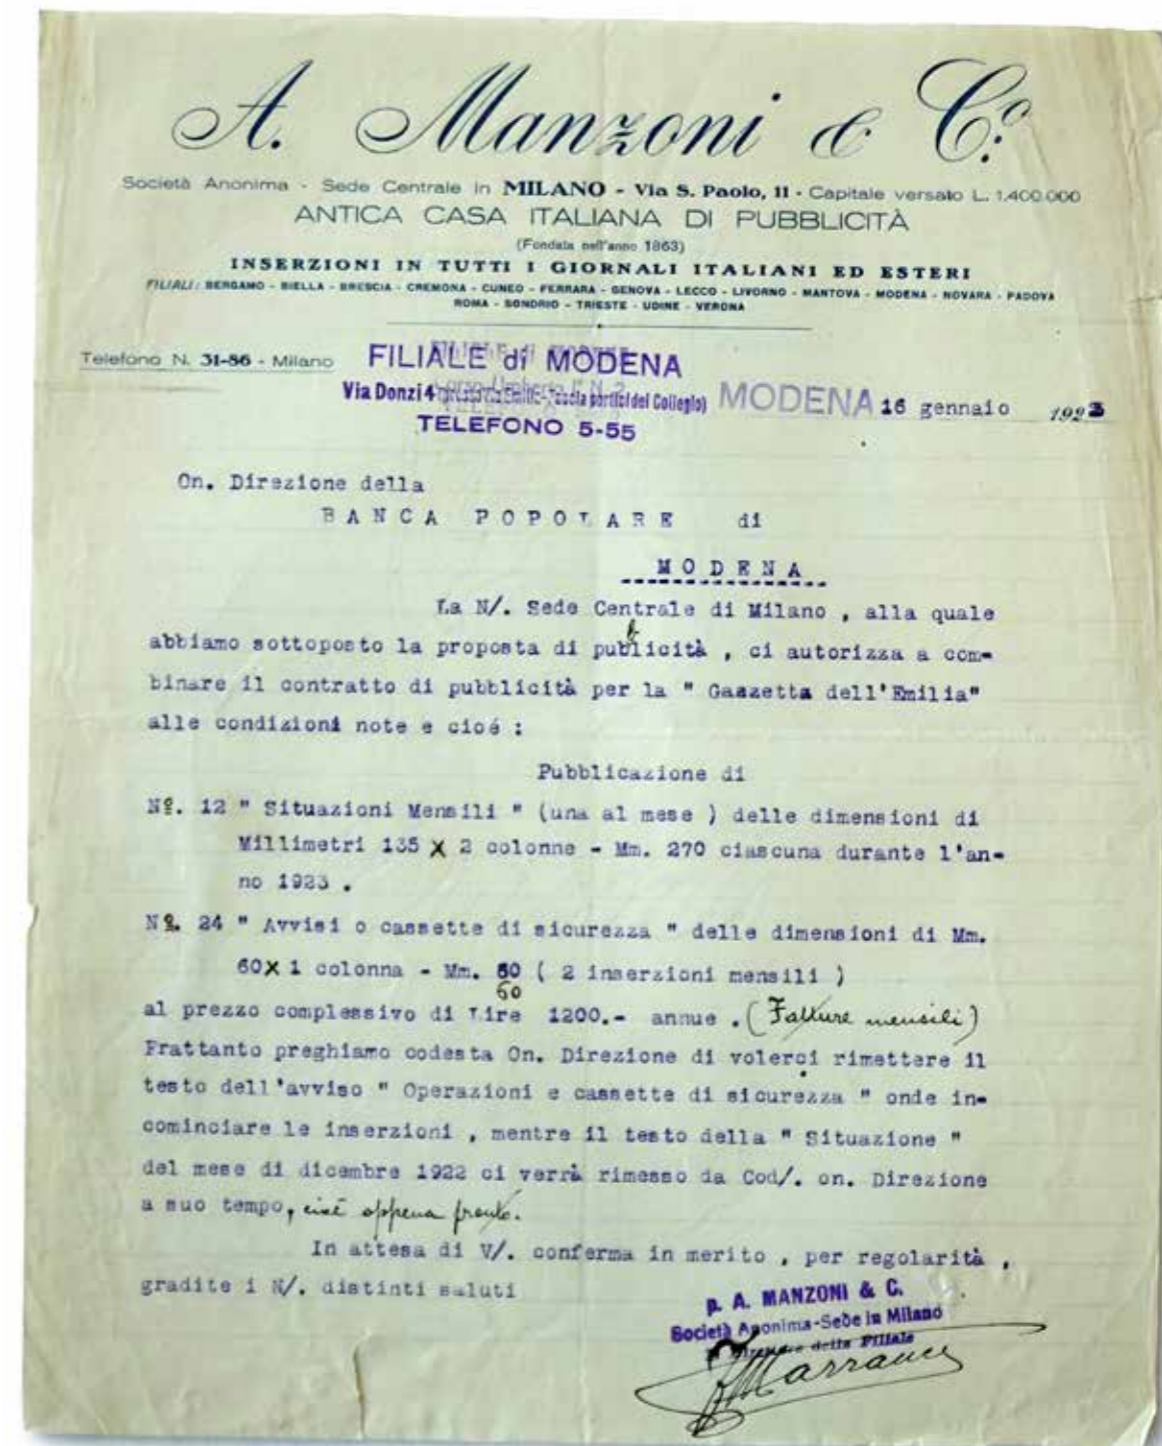 A. Manzoni & C.º
Società Anonima - Sede Centrale in MILANO - Via S. Paolo, 11 - Capitale versato L. 1.400.000
ANTICA CASA ITALIANA DI PUBBLICITÀ
(Fondata nell'anno 1863)
INSERZIONI IN TUTTI I GIORNALI ITALIANI ED ESTERI
FILIALI: BERGAMO - BIELLA - BRESCIA - CREMONA - CUNEO - FERRARA - GENOVA - LECCO - LIVORNO - MANTOVA - MODENA - NOVARA - PADOVA
ROMA - SONDRIO - TRIESTE - UDINE - VERONA
Telefono N. 31-86 - Milano
FILIALE di MODENA
Via Donzi 4 portici del Collegio)
TELEFONO 5-55
MODENA 16 gennaio 1923
On. Direzione della
BANCA POPOLARE di
MODENA
La N/. Sede Centrale di Milano , alla quale
abbiamo sottoposto la proposta di pubblicità , ci autorizza a com-
binare il contratto di pubblicità per la " Gazzetta dell'Emilia"
alle condizioni note e cioé :
Pubblicazione di
Nº. 12 " Situazioni Mensili " (una al mese ) delle dimensioni di
Millimetri 135 X 2 colonne - Mm. 270 ciascuna durante l'an-
no 1923 .
Nº. 24 " Avvisi o cassette di sicurezza " delle dimensioni di Mm.
60 X 1 colonna - Mm. 60 ( 2 inserzioni mensili )
60
al prezzo complessivo di Lire 1200.- annue . (Fatture mensili)
Frattanto preghiamo codesta On. Direzione di volerci rimettere il
testo dell'avviso " Operazioni e cassette di sicurezza " onde in-
cominciare le inserzioni , mentre il testo della " Situazione "
del mese di dicembre 1922 ci verrà rimesso da Cod/. on. Direzione
a suo tempo, cioè appena pronto.
In attesa di V/. conferma in merito , per regolarità ,
gradite i N/. distinti saluti
p. A. MANZONI & C.
Società Anonima-Sede in Milano
della Filiale